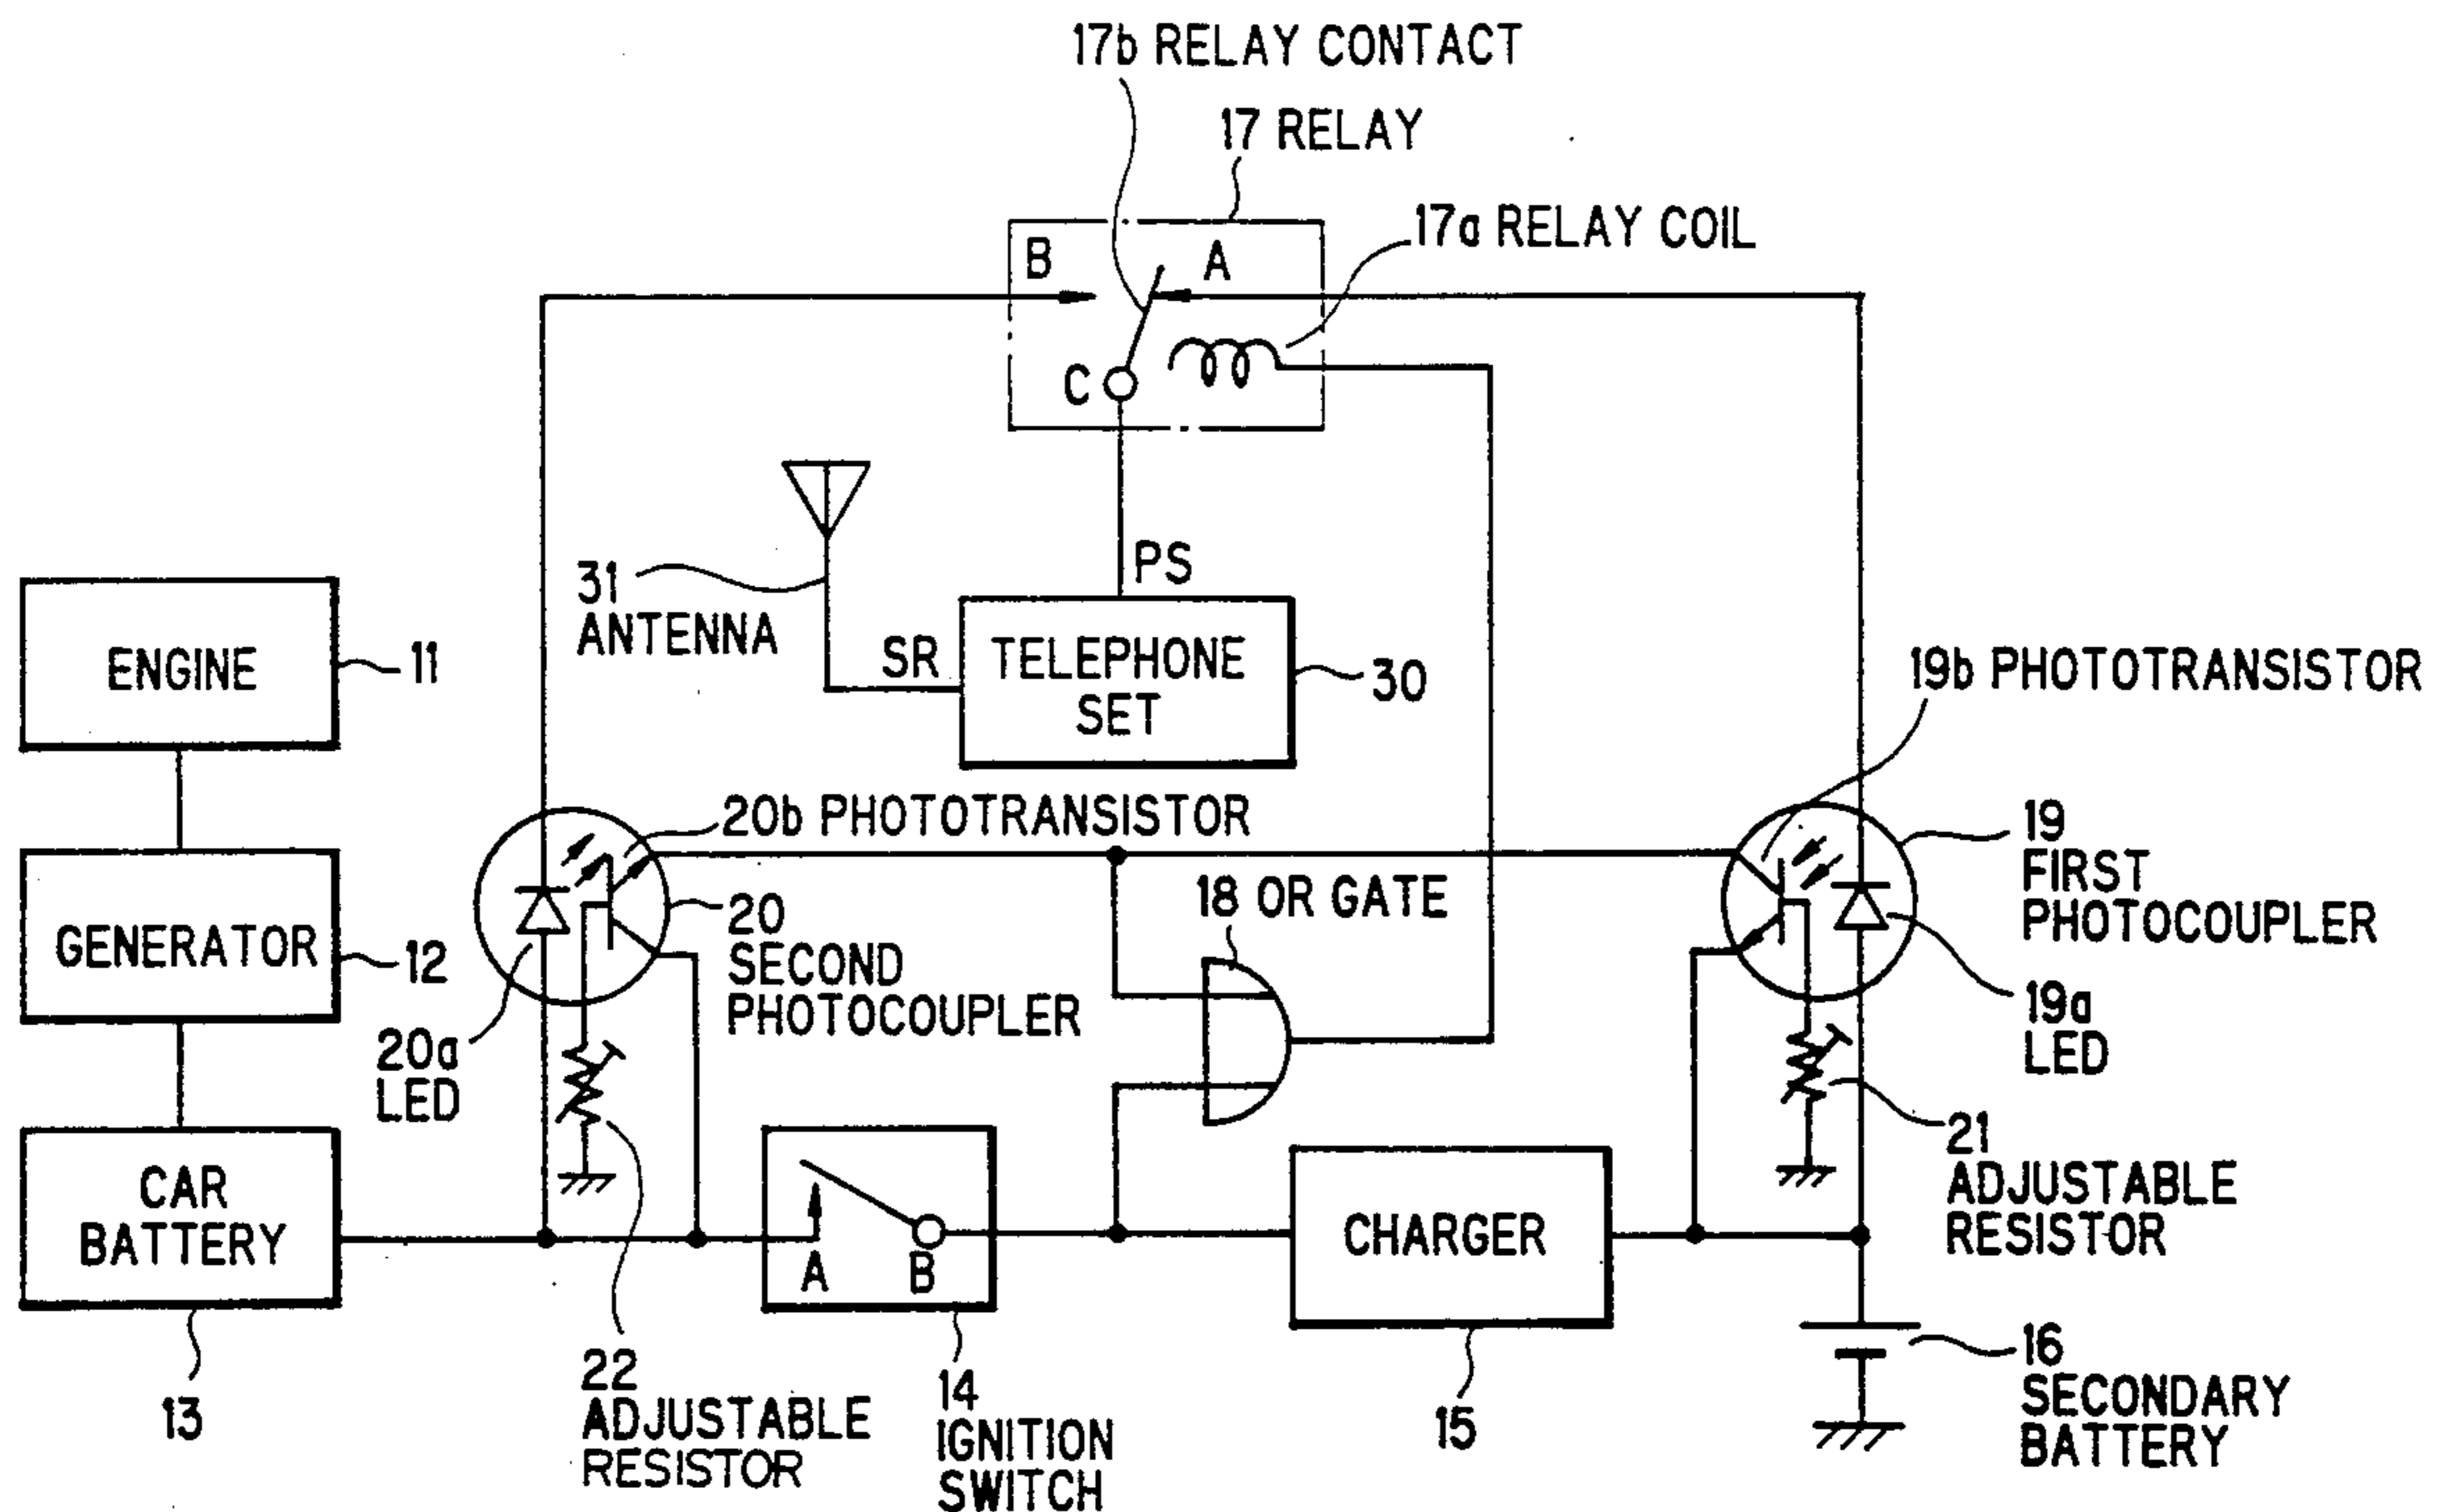 17b RELAY CONTACT
17 RELAY
17a RELAY COIL
B
A
C
PS
31
ANTENNA
SR
TELEPHONE
SET
30
ENGINE
11
19b PHOTOTRANSISTOR
20b PHOTOTRANSISTOR
19
FIRST
PHOTOCOUPLER
18 OR GATE
20
SECOND
PHOTOCOUPLER
GENERATOR
12
19a
LED
20a
LED
21
ADJUSTABLE
RESISTOR
CAR
BATTERY
A
B
CHARGER
13
22
ADJUSTABLE
RESISTOR
14
IGNITION
SWITCH
15
16
SECONDARY
BATTERY